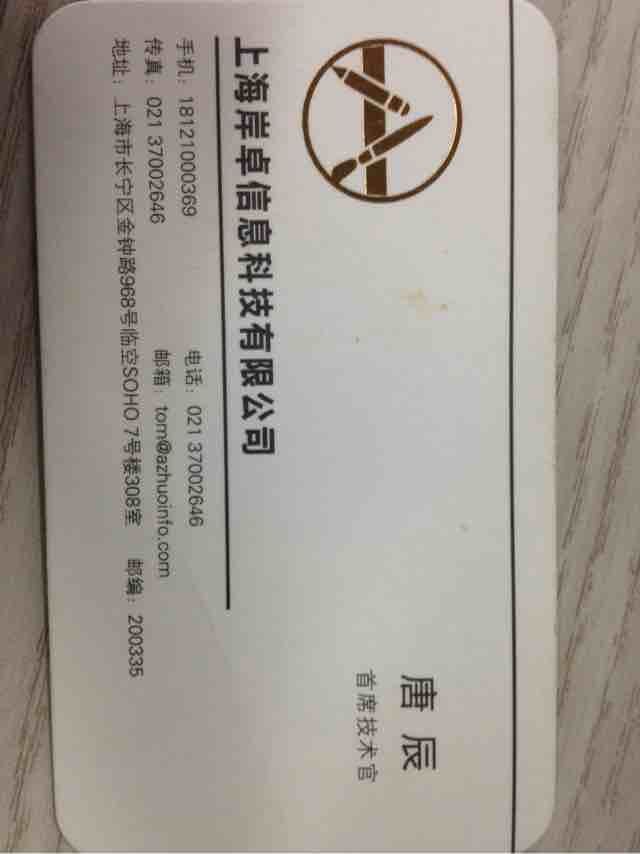 唐辰
首席技术官
上海岸卓信息科技有限公司
手机：18121000369 电话：021 37002646
传真：021 37002646 邮箱：tom@azhuoinfo.com
地址：上海市长宁区金钟路968号临空SOHO 7号楼308室 邮编：200335